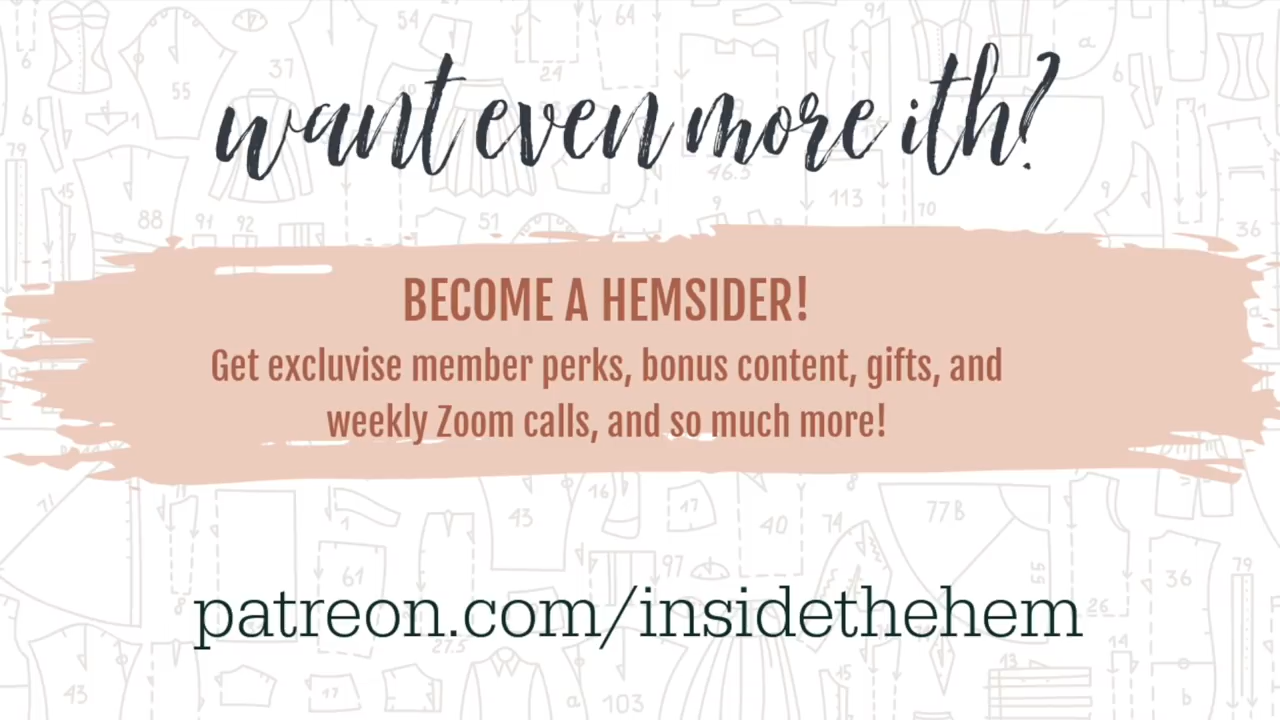 want even more ith?
BECOME A HEMSIDER!
Get excluvise member perks, bonus content, gifts, and
weekly Zoom calls, and so much more!
patreon.com/insidethehem